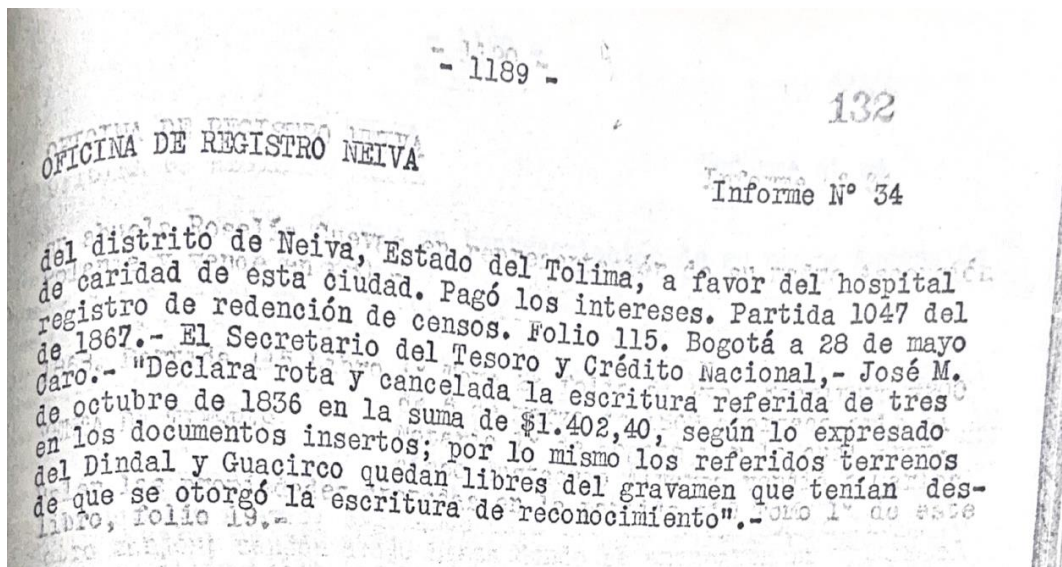 - 1189 -
132
OFICINA DE REGISTRO NEIVA
Informe Nº 34
del distrito de Neiva, Estado del Tolima, a favor del hospital
de caridad de esta ciudad. Pagó los intereses. Partida 1047 del
registro de redención de censos. Folio 115. Bogotá a 28 de mayo
de 1867.- El Secretario del Tesoro y Crédito Nacional,- José M.
Caro.- "Declara rota y cancelada la escritura referida de tres
de octubre de 1836 en la suma de $1.402,40, según lo expresado
en los documentos insertos; por lo mismo los referidos terrenos
del Dindal y Guacirco quedan libres del gravamen que tenían des-
de que se otorgó la escritura de reconocimiento".-
libro, folio 19.-